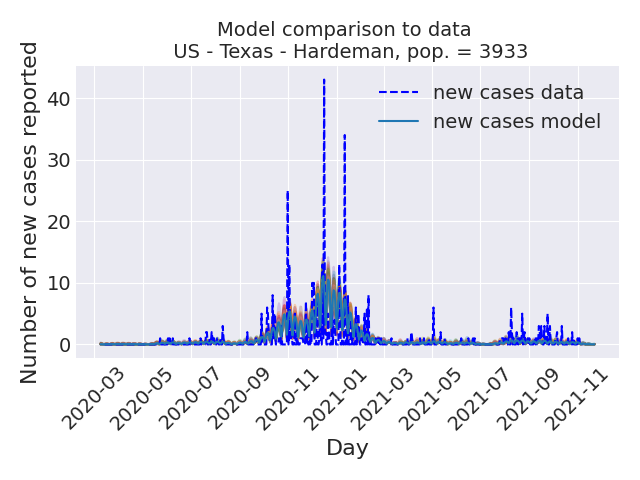 Model comparison to data
US - Texas - Hardeman, pop. = 3933
Number of new cases reported
40
30
20
10
0
new cases data
new cases model
2020-03
2020-05
2020-07
2020-09
2020-11
2021-01
2021-03
2021-05
2021-07
2021-09
2021-11
Day